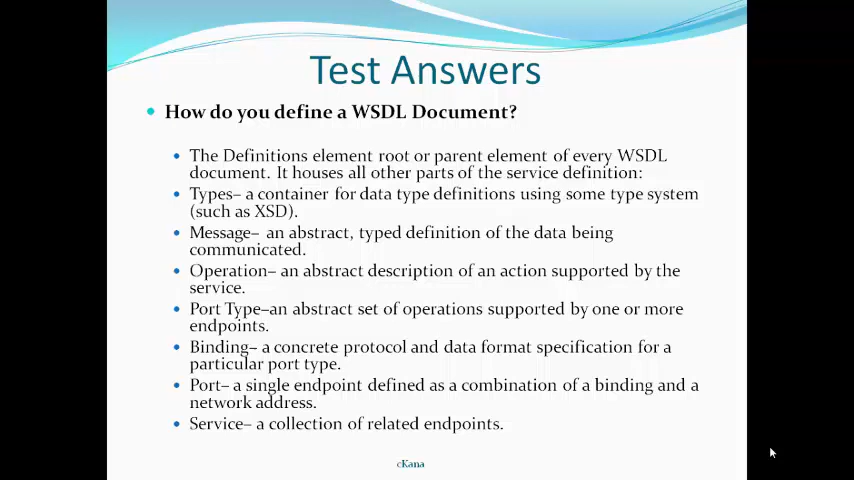 Test Answers
How do you define a WSDL Document?
The Definitions element root or parent element of every WSDL
document. It houses all other parts of the service definition:
Types– a container for data type definitions using some type system
(such as XSD).
Message– an abstract, typed definition of the data being
communicated.
Operation– an abstract description of an action supported by the
service.
Port Type–an abstract set of operations supported by one or more
endpoints.
Binding– a concrete protocol and data format specification for a
particular port type.
Port– a single endpoint defined as a combination of a binding and a
network address.
Service– a collection of related endpoints.
cKana